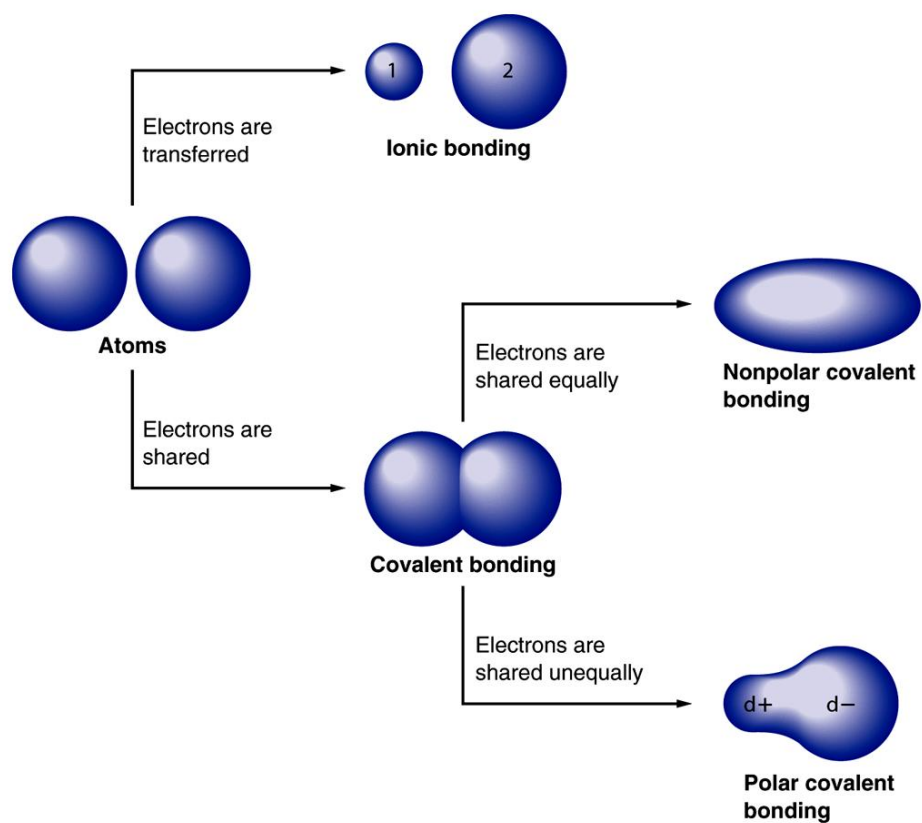 1
2
Ionic bonding
Electrons are
transferred
Atoms
Electrons are
shared equally
Nonpolar covalent
bonding
Electrons are
shared
Covalent bonding
Electrons are
shared unequally
d+
d−
Polar covalent
bonding